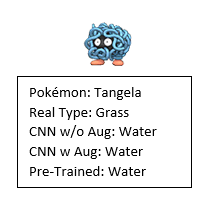 Pokémon: Tangela
Real Type: Grass
CNN w/o Aug: Water
CNN w Aug: Water
Pre-Trained: Water